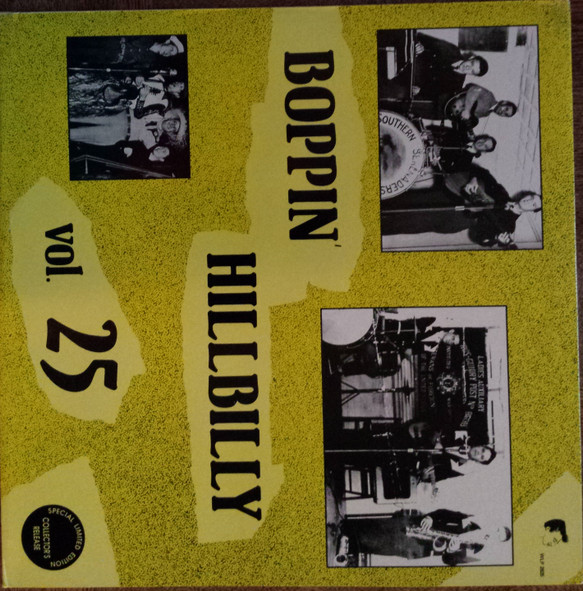 BOPPIN'
HILLBILLY
vol. 25
SOUTHERN
LADIES AUXILIARY
SPECIAL LIMITED EDITION
COLLECTOR'S
RELEASE